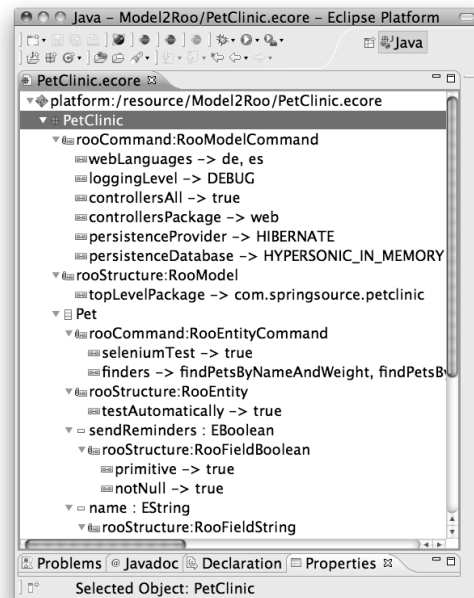 Java – Model2Roo/PetClinic.ecore – Eclipse Platform
Java
PetClinic.ecore
platform:/resource/Model2Roo/PetClinic.ecore
PetClinic
rooCommand:RooModelCommand
webLanguages -> de, es
loggingLevel -> DEBUG
controllersAll -> true
controllersPackage -> web
persistenceProvider -> HIBERNATE
persistenceDatabase -> HYPERSONIC_IN_MEMORY
rooStructure:RooModel
topLevelPackage -> com.springsource.petclinic
Pet
rooCommand:RooEntityCommand
seleniumTest -> true
finders -> findPetsByNameAndWeight, findPetsBy
rooStructure:RooEntity
testAutomatically -> true
sendReminders : EBoolean
rooStructure:RooFieldBoolean
primitive -> true
notNull -> true
name : EString
rooStructure:RooFieldString
Problems @ Javadoc Declaration Properties
Selected Object: PetClinic